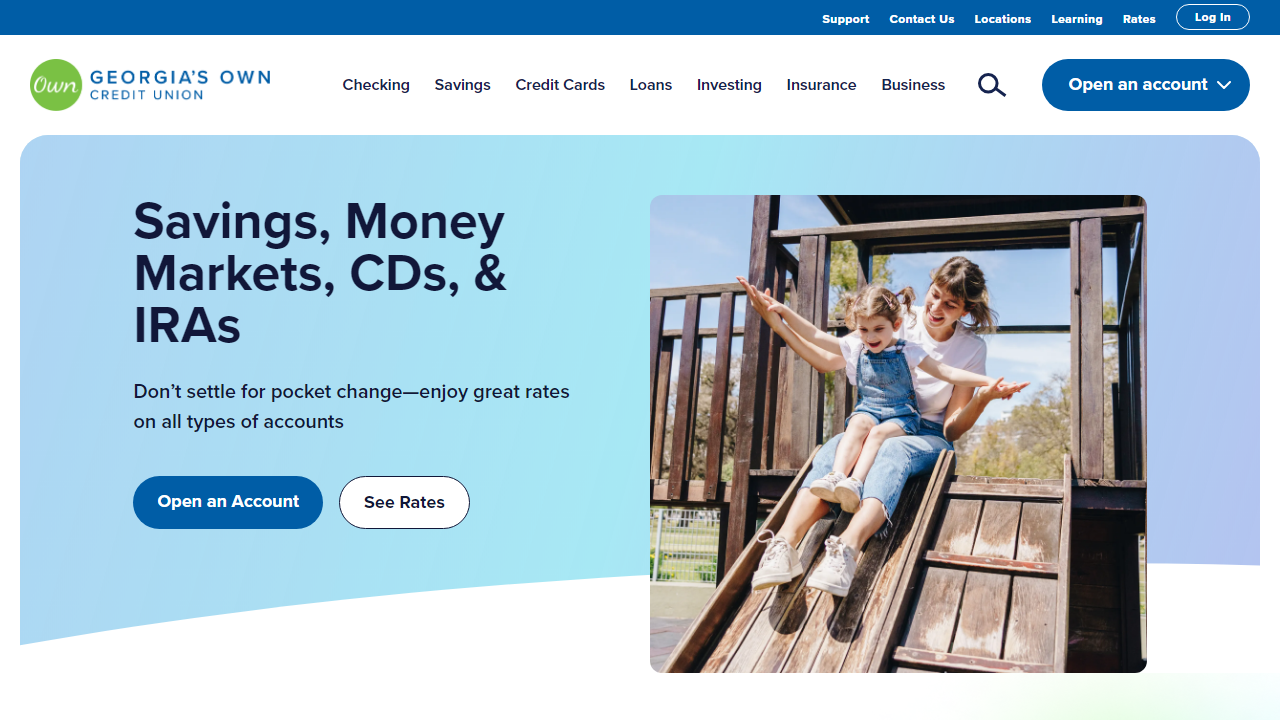 Support Contact Us Locations Learning Rates Log In
Own GEORGIA'S OWN
CREDIT UNION
Checking Savings Credit Cards Loans Investing Insurance Business Open an account
Savings, Money
Markets, CDs, &
IRAs
Don’t settle for pocket change—enjoy great rates
on all types of accounts
Open an Account See Rates